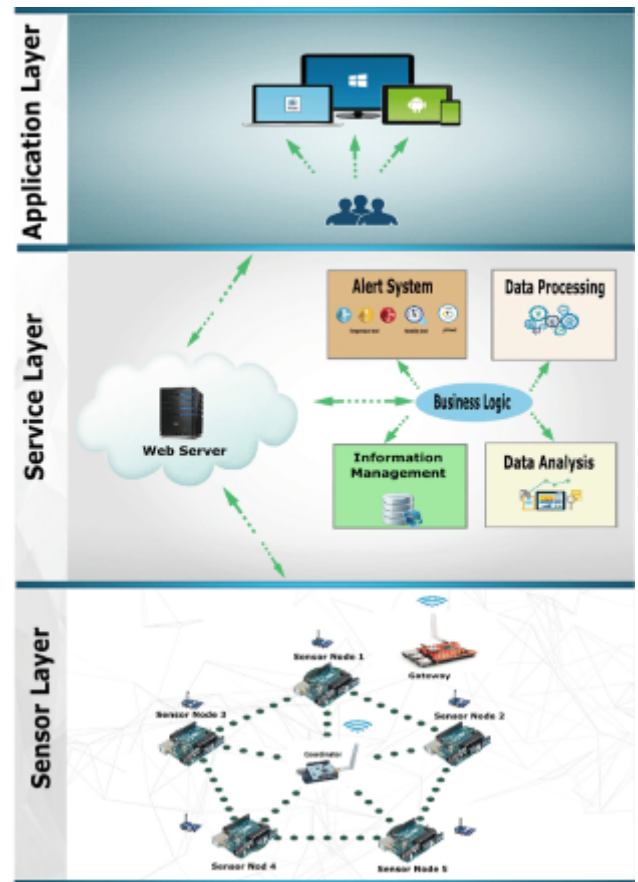 Application Layer
Service Layer
Alert System
Data Processing
Business Logic
Web Server
Information
Management
Data Analysis
Sensor Layer
Sensor Node 1
Gateway
Sensor Node 3
Sensor Node 2
Coordinator
Sensor Nod 4
Sensor Node 5